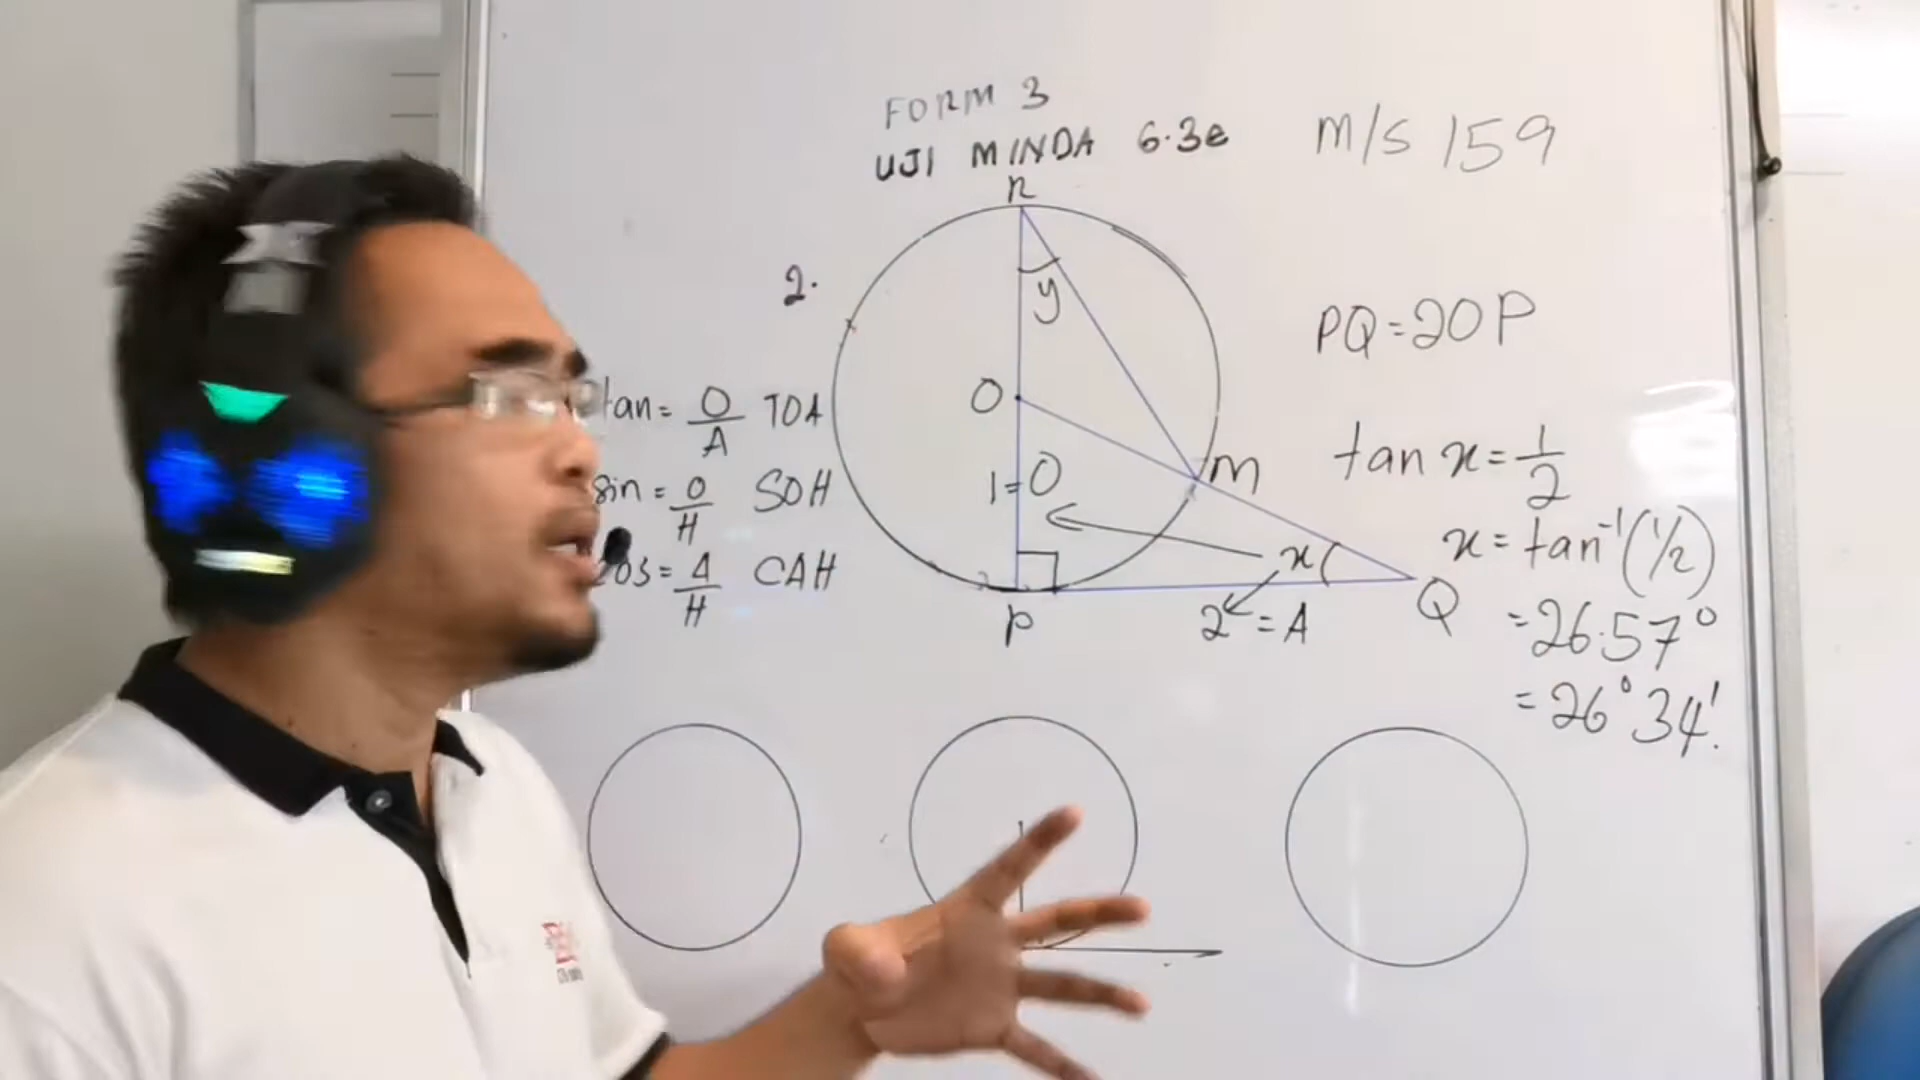 FORM 3
UJI MINDA 6.3e
M/S 159
2.
R
y
O
M
1=O
x
P
2=A
Q
tan = O/A TOA
sin = O/H SOH
cos = A/H CAH
PQ=2OP
tan x = 1/2
x = tan⁻¹(1/2)
= 26.57°
= 26° 34'.